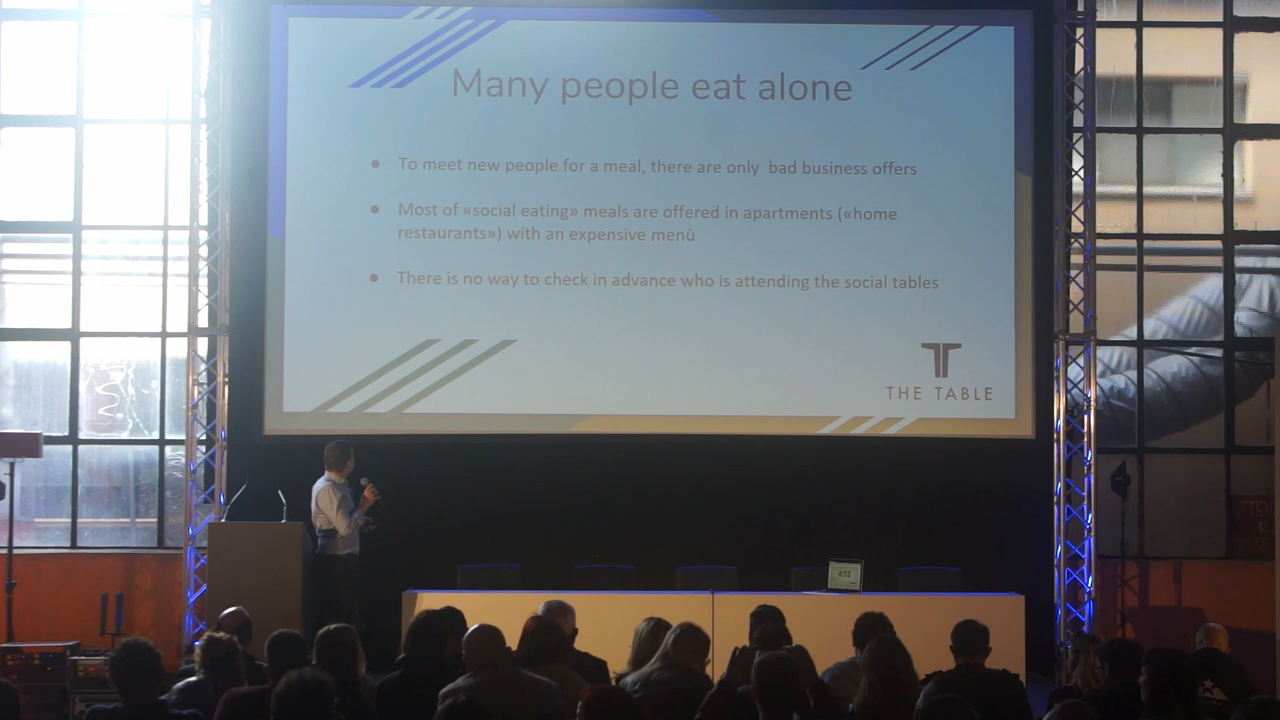 Many people eat alone
• To meet new people for a meal, there are only  bad business offers
• Most of «social eating» meals are offered in apartments («home
restaurants») with an expensive menù
• There is no way to check in advance who is attending the social tables
THE TABLE
4:13